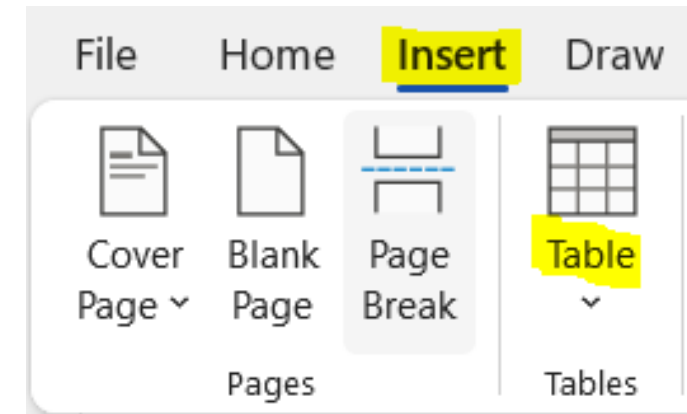 File Home Insert Draw
Cover Blank Page Table
Page Page Break
Pages Tables